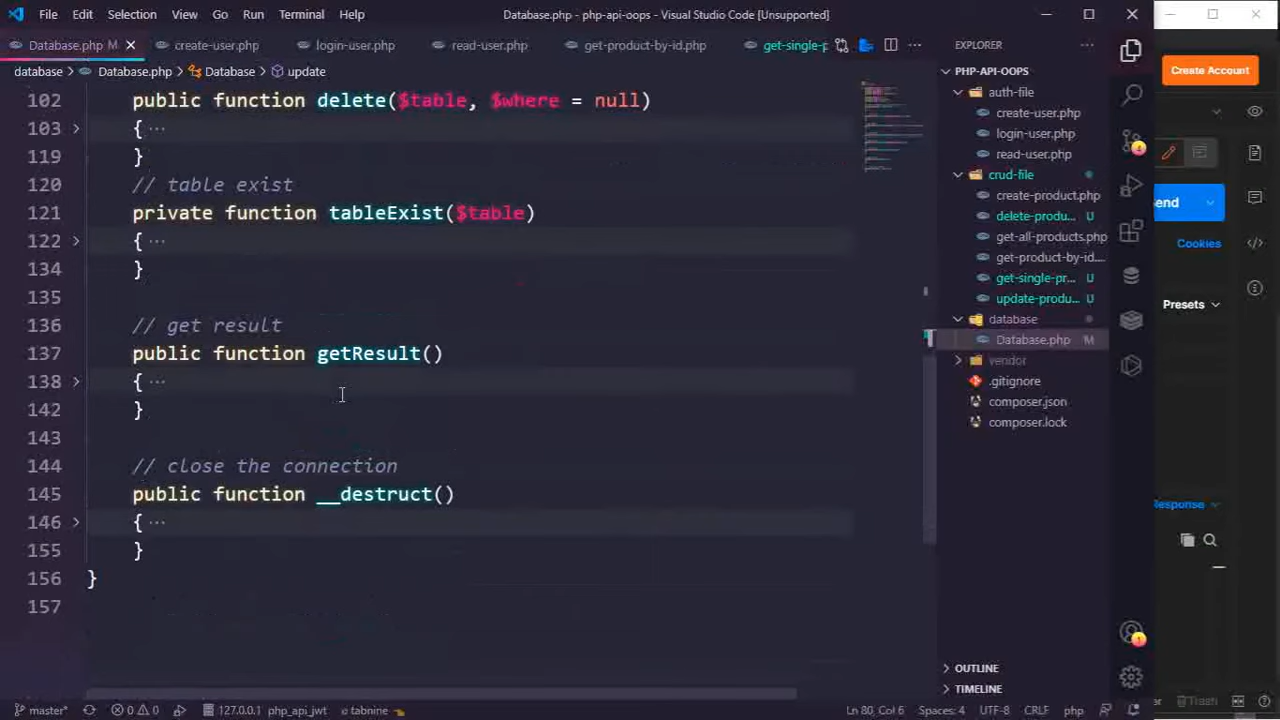 File Edit Selection View Go Run Terminal Help Database.php - php-api-oops - Visual Studio Code [Unsupported]
Database.php M create-user.php login-user.php read-user.php get-product-by-id.php get-single-p
database > Database.php > Database > update
102 public function delete($table, $where = null)
103 { ...
119 }
120 // table exist
121 private function tableExist($table)
122 { ...
134 }
135
136 // get result
137 public function getResult()
138 { ...
142 }
143
144 // close the connection
145 public function __destruct()
146 { ...
155 }
156 }
157
EXPLORER
PHP-API-OOPS
auth-file
create-user.php
login-user.php
read-user.php
crud-file
create-product.php
delete-produ... U
get-all-products.php
get-product-by-id....
get-single-pr... U
update-produ... U
database
Database.php M
vendor
.gitignore
composer.json
composer.lock
OUTLINE
TIMELINE
4
1
Create Account
end
Cookies
Presets
Response
Trash
master* 0 0 127.0.0.1 php_api_jwt tabnine Ln 80, Col 6 Spaces: 4 UTF-8 CRLF php